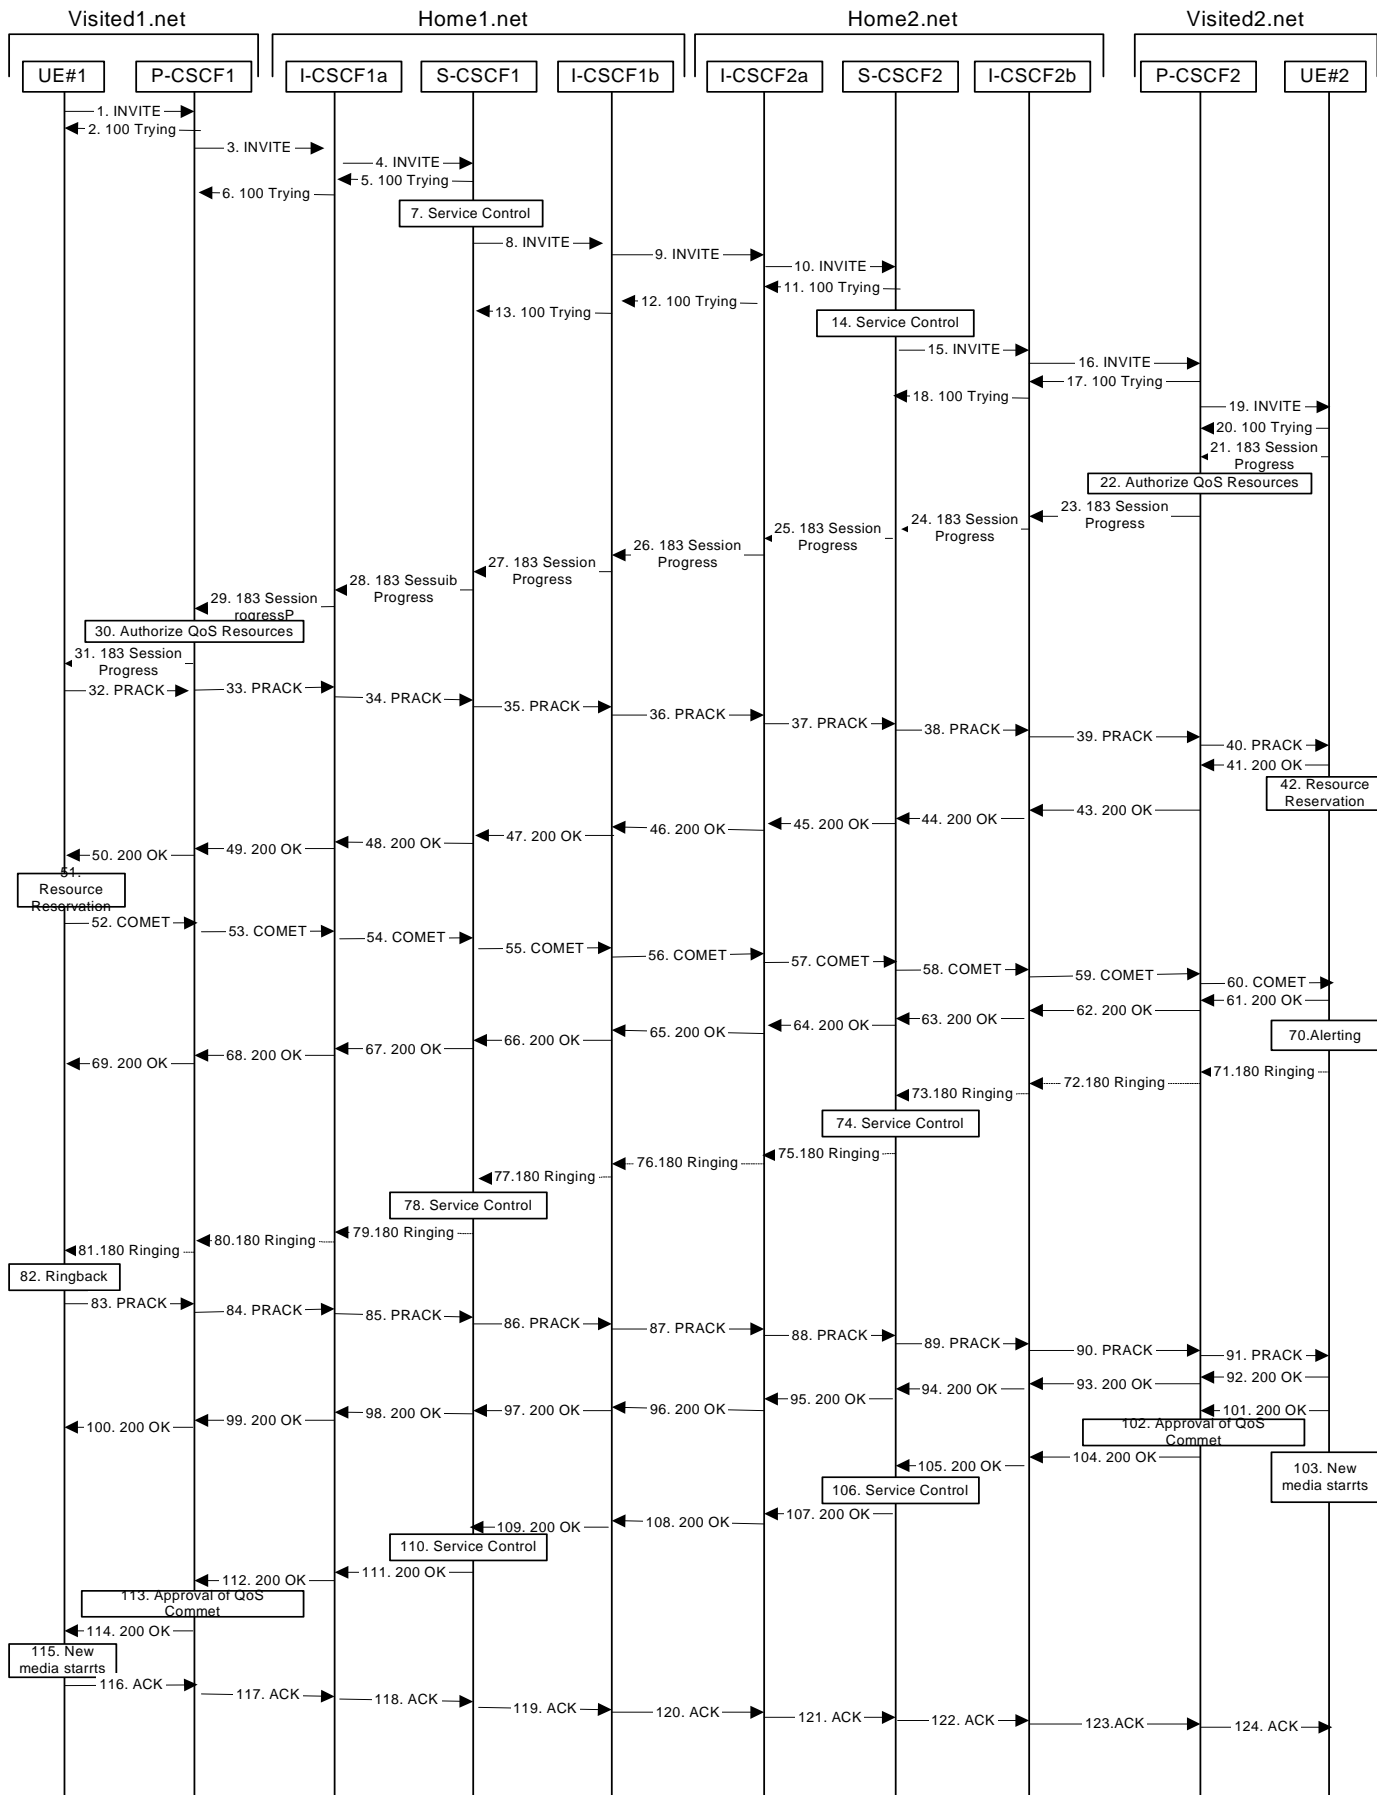 Visited1.net
Home1.net
Home2.net
Visited2.net
UE#1
P-CSCF1
I-CSCF1a
S-CSCF1
I-CSCF1b
I-CSCF2a
S-CSCF2
I-CSCF2b
P-CSCF2
UE#2
1. INVITE
2. 100 Trying
3. INVITE
4. INVITE
5. 100 Trying
6. 100 Trying
7. Service Control
8. INVITE
9. INVITE
10. INVITE
11. 100 Trying
12. 100 Trying
13. 100 Trying
14. Service Control
15. INVITE
16. INVITE
17. 100 Trying
18. 100 Trying
19. INVITE
20. 100 Trying
21. 183 Session
Progress
22. Authorize QoS Resources
23. 183 Session
Progress
24. 183 Session
Progress
25. 183 Session
Progress
26. 183 Session
Progress
27. 183 Session
Progress
28. 183 Sessuib
Progress
29. 183 Session
rogressP
30. Authorize QoS Resources
31. 183 Session
Progress
32. PRACK
33. PRACK
34. PRACK
35. PRACK
36. PRACK
37. PRACK
38. PRACK
39. PRACK
40. PRACK
41. 200 OK
42. Resource
Reservation
43. 200 OK
44. 200 OK
45. 200 OK
46. 200 OK
47. 200 OK
48. 200 OK
49. 200 OK
50. 200 OK
51.
Resource
Reservation
52. COMET
53. COMET
54. COMET
55. COMET
56. COMET
57. COMET
58. COMET
59. COMET
60. COMET
61. 200 OK
62. 200 OK
63. 200 OK
64. 200 OK
65. 200 OK
66. 200 OK
67. 200 OK
68. 200 OK
69. 200 OK
70.Alerting
71.180 Ringing
72.180 Ringing
73.180 Ringing
74. Service Control
75.180 Ringing
76.180 Ringing
77.180 Ringing
78. Service Control
79.180 Ringing
80.180 Ringing
81.180 Ringing
82. Ringback
83. PRACK
84. PRACK
85. PRACK
86. PRACK
87. PRACK
88. PRACK
89. PRACK
90. PRACK
91. PRACK
92. 200 OK
93. 200 OK
94. 200 OK
95. 200 OK
96. 200 OK
97. 200 OK
98. 200 OK
99. 200 OK
100. 200 OK
101. 200 OK
102. Approval of QoS
Commet
103. New
media starrts
104. 200 OK
105. 200 OK
106. Service Control
107. 200 OK
108. 200 OK
109. 200 OK
110. Service Control
111. 200 OK
112. 200 OK
113. Approval of QoS
Commet
114. 200 OK
115. New
media starrts
116. ACK
117. ACK
118. ACK
119. ACK
120. ACK
121. ACK
122. ACK
123.ACK
124. ACK